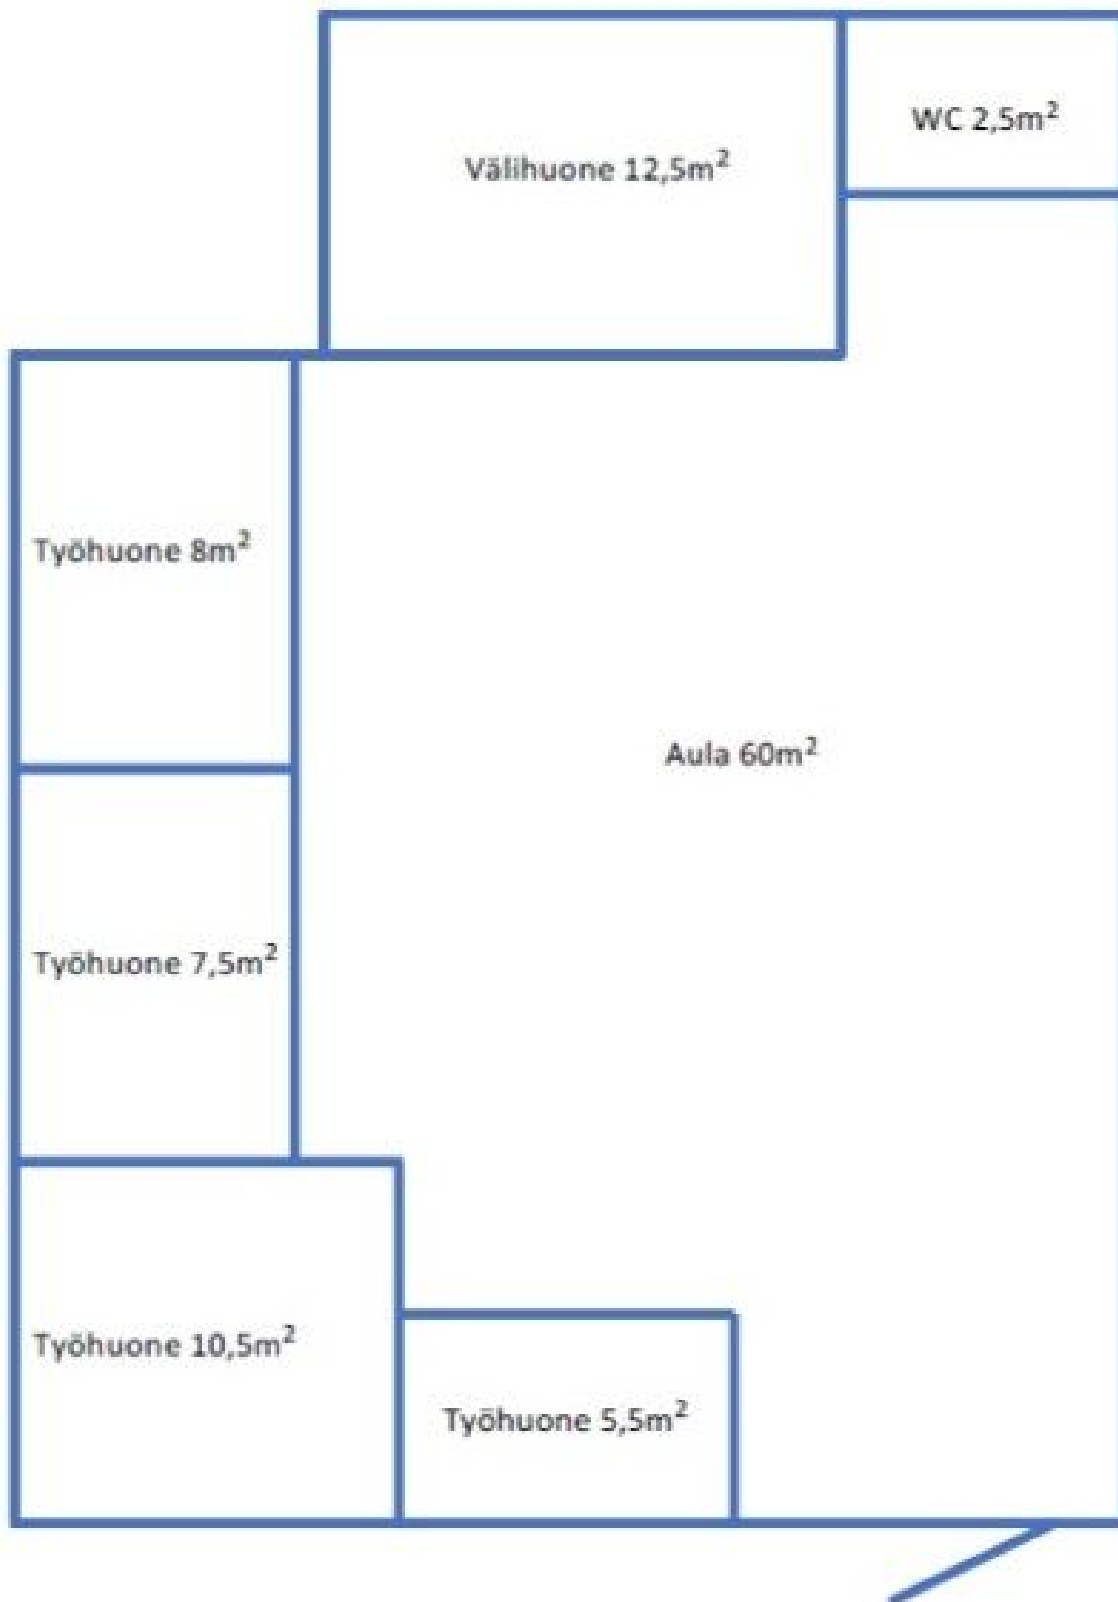 WC 2,5m²
Välihuone 12,5m²
Työhuone 8m²
Aula 60m²
Työhuone 7,5m²
Työhuone 10,5m²
Työhuone 5,5m²